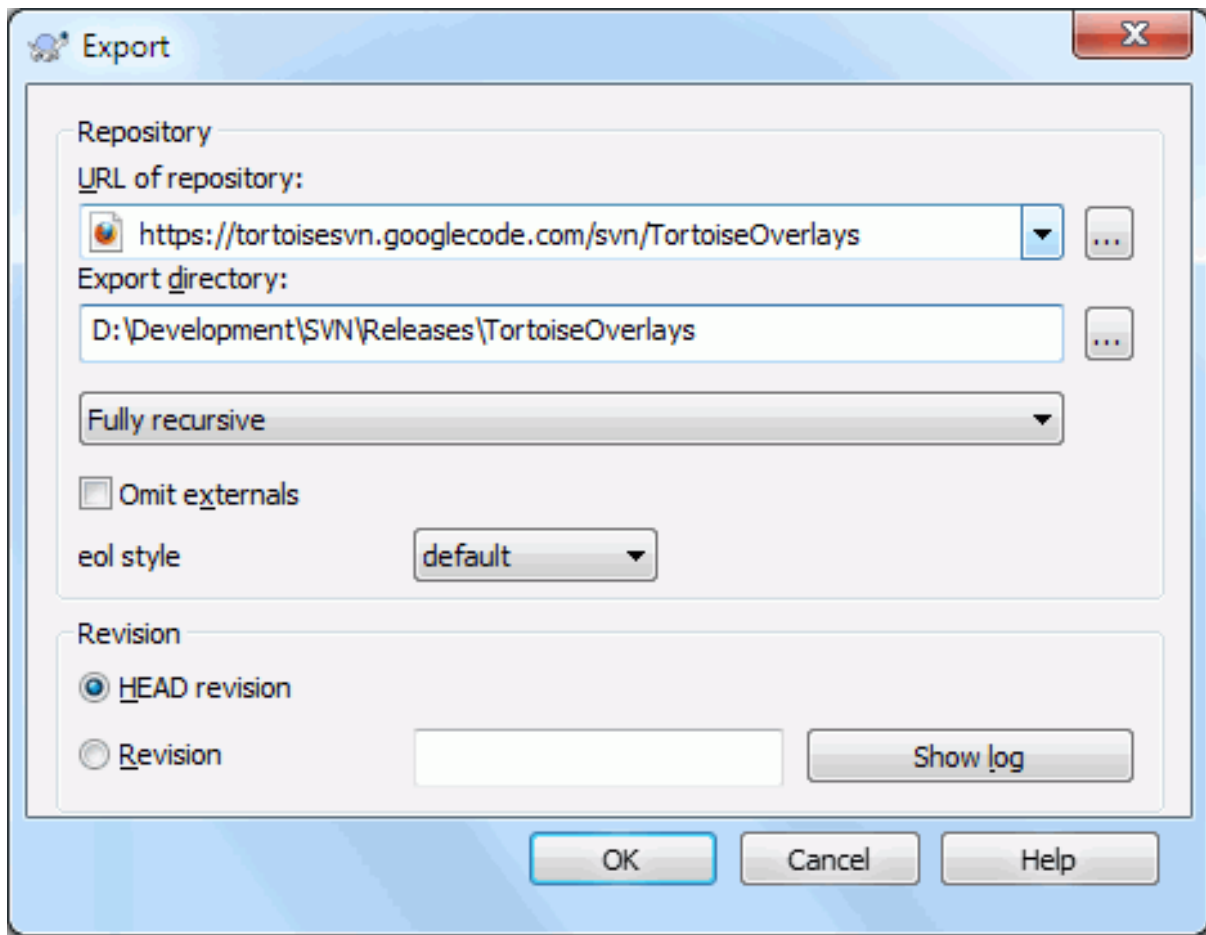 Export
Repository
URL of repository:
https://tortoisesvn.googlecode.com/svn/TortoiseOverlays
...
Export directory:
D:\Development\SVN\Releases\TortoiseOverlays
...
Fully recursive
Omit externals
eol style default
Revision
HEAD revision
Revision Show log
OK Cancel Help